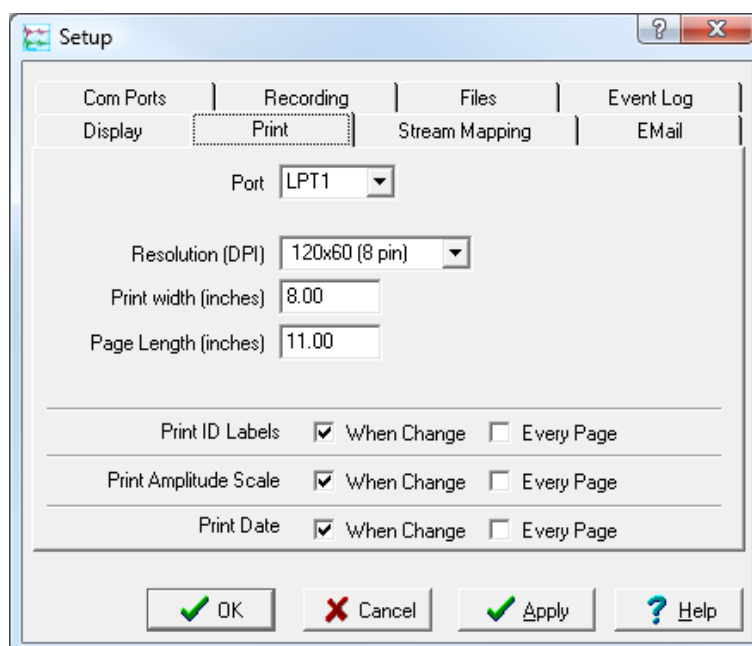 Setup
Com Ports Recording Files Event Log
Display Print Stream Mapping EMail
Port LPT1
Resolution (DPI) 120x60 (8 pin)
Print width (inches) 8.00
Page Length (inches) 11.00
Print ID Labels When Change Every Page
Print Amplitude Scale When Change Every Page
Print Date When Change Every Page
OK Cancel Apply Help